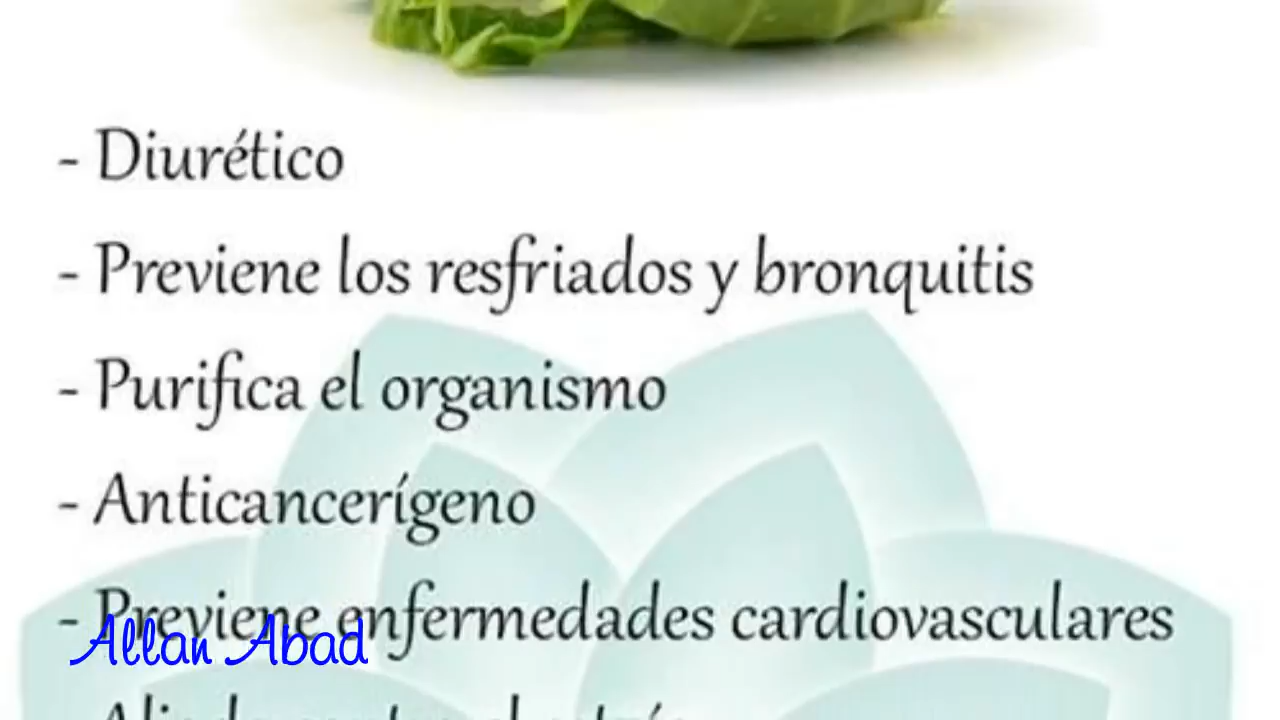 - Diurético
- Previene los resfriados y bronquitis
- Purifica el organismo
- Anticancerígeno
- Previene enfermedades cardiovasculares
Allan Abad